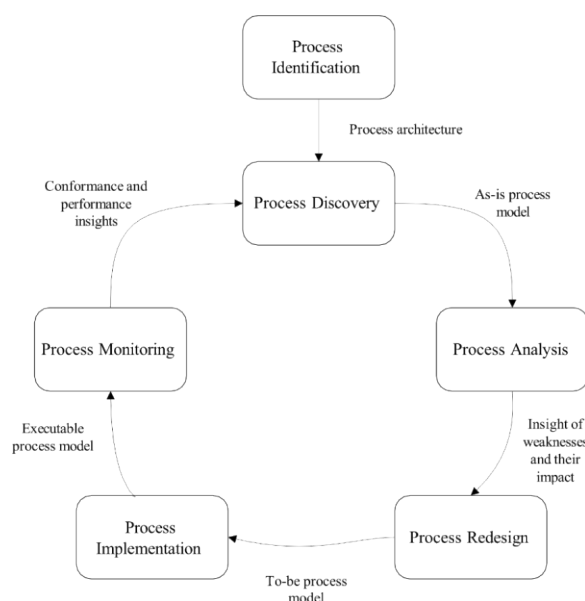 Process
Identification
Process architecture
Process Discovery
Conformance and
performance
insights
As-is process
model
Process Monitoring
Process Analysis
Executable
process model
Insight of
weaknesses
and their
impact
Process
Implementation
Process Redesign
To-be process
model